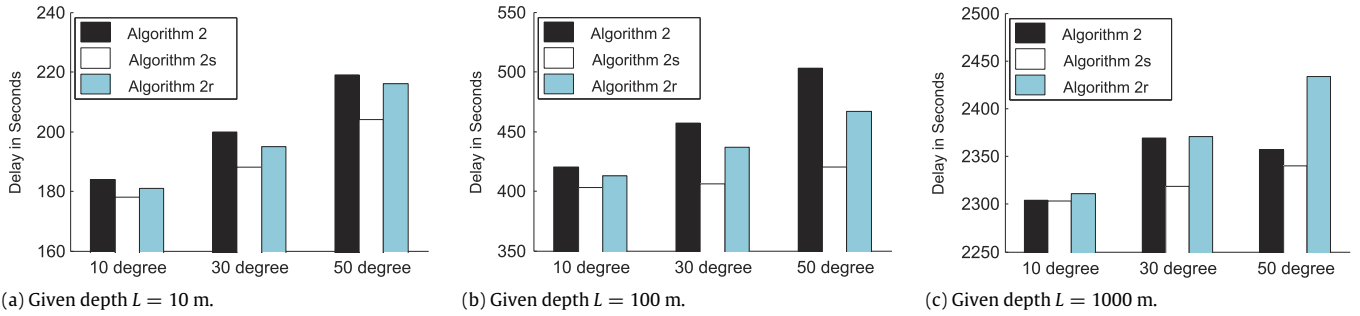 240
220
200
180
160
Delay in Seconds
Algorithm 2
Algorithm 2s
Algorithm 2r
10 degree 30 degree 50 degree
(a) Given depth L = 10 m.
550
500
450
400
350
Delay in Seconds
Algorithm 2
Algorithm 2s
Algorithm 2r
10 degree 30 degree 50 degree
(b) Given depth L = 100 m.
2500
2450
2400
2350
2300
2250
Delay in Seconds
Algorithm 2
Algorithm 2s
Algorithm 2r
10 degree 30 degree 50 degree
(c) Given depth L = 1000 m.